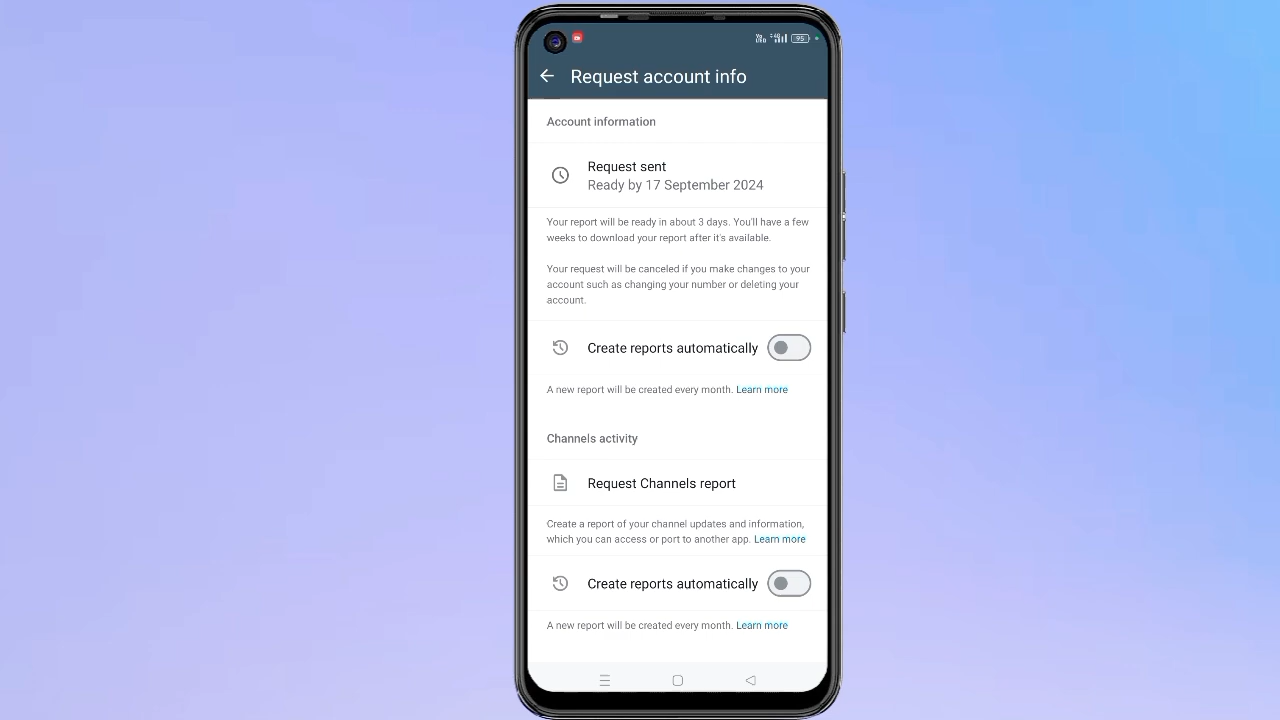 95
Request account info
Account information
Request sent
Ready by 17 September 2024
Your report will be ready in about 3 days. You'll have a few
weeks to download your report after it's available.
Your request will be canceled if you make changes to your
account such as changing your number or deleting your
account.
Create reports automatically
A new report will be created every month. Learn more
Channels activity
Request Channels report
Create a report of your channel updates and information,
which you can access or port to another app. Learn more
Create reports automatically
A new report will be created every month. Learn more